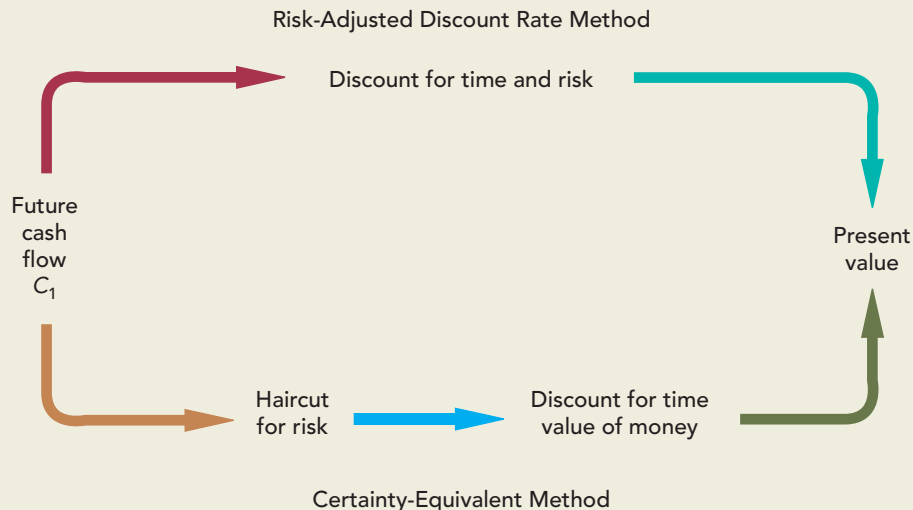 Risk-Adjusted Discount Rate Method
Discount for time and risk
Future
cash
flow
C1
Present
value
Haircut
for risk
Discount for time
value of money
Certainty-Equivalent Method